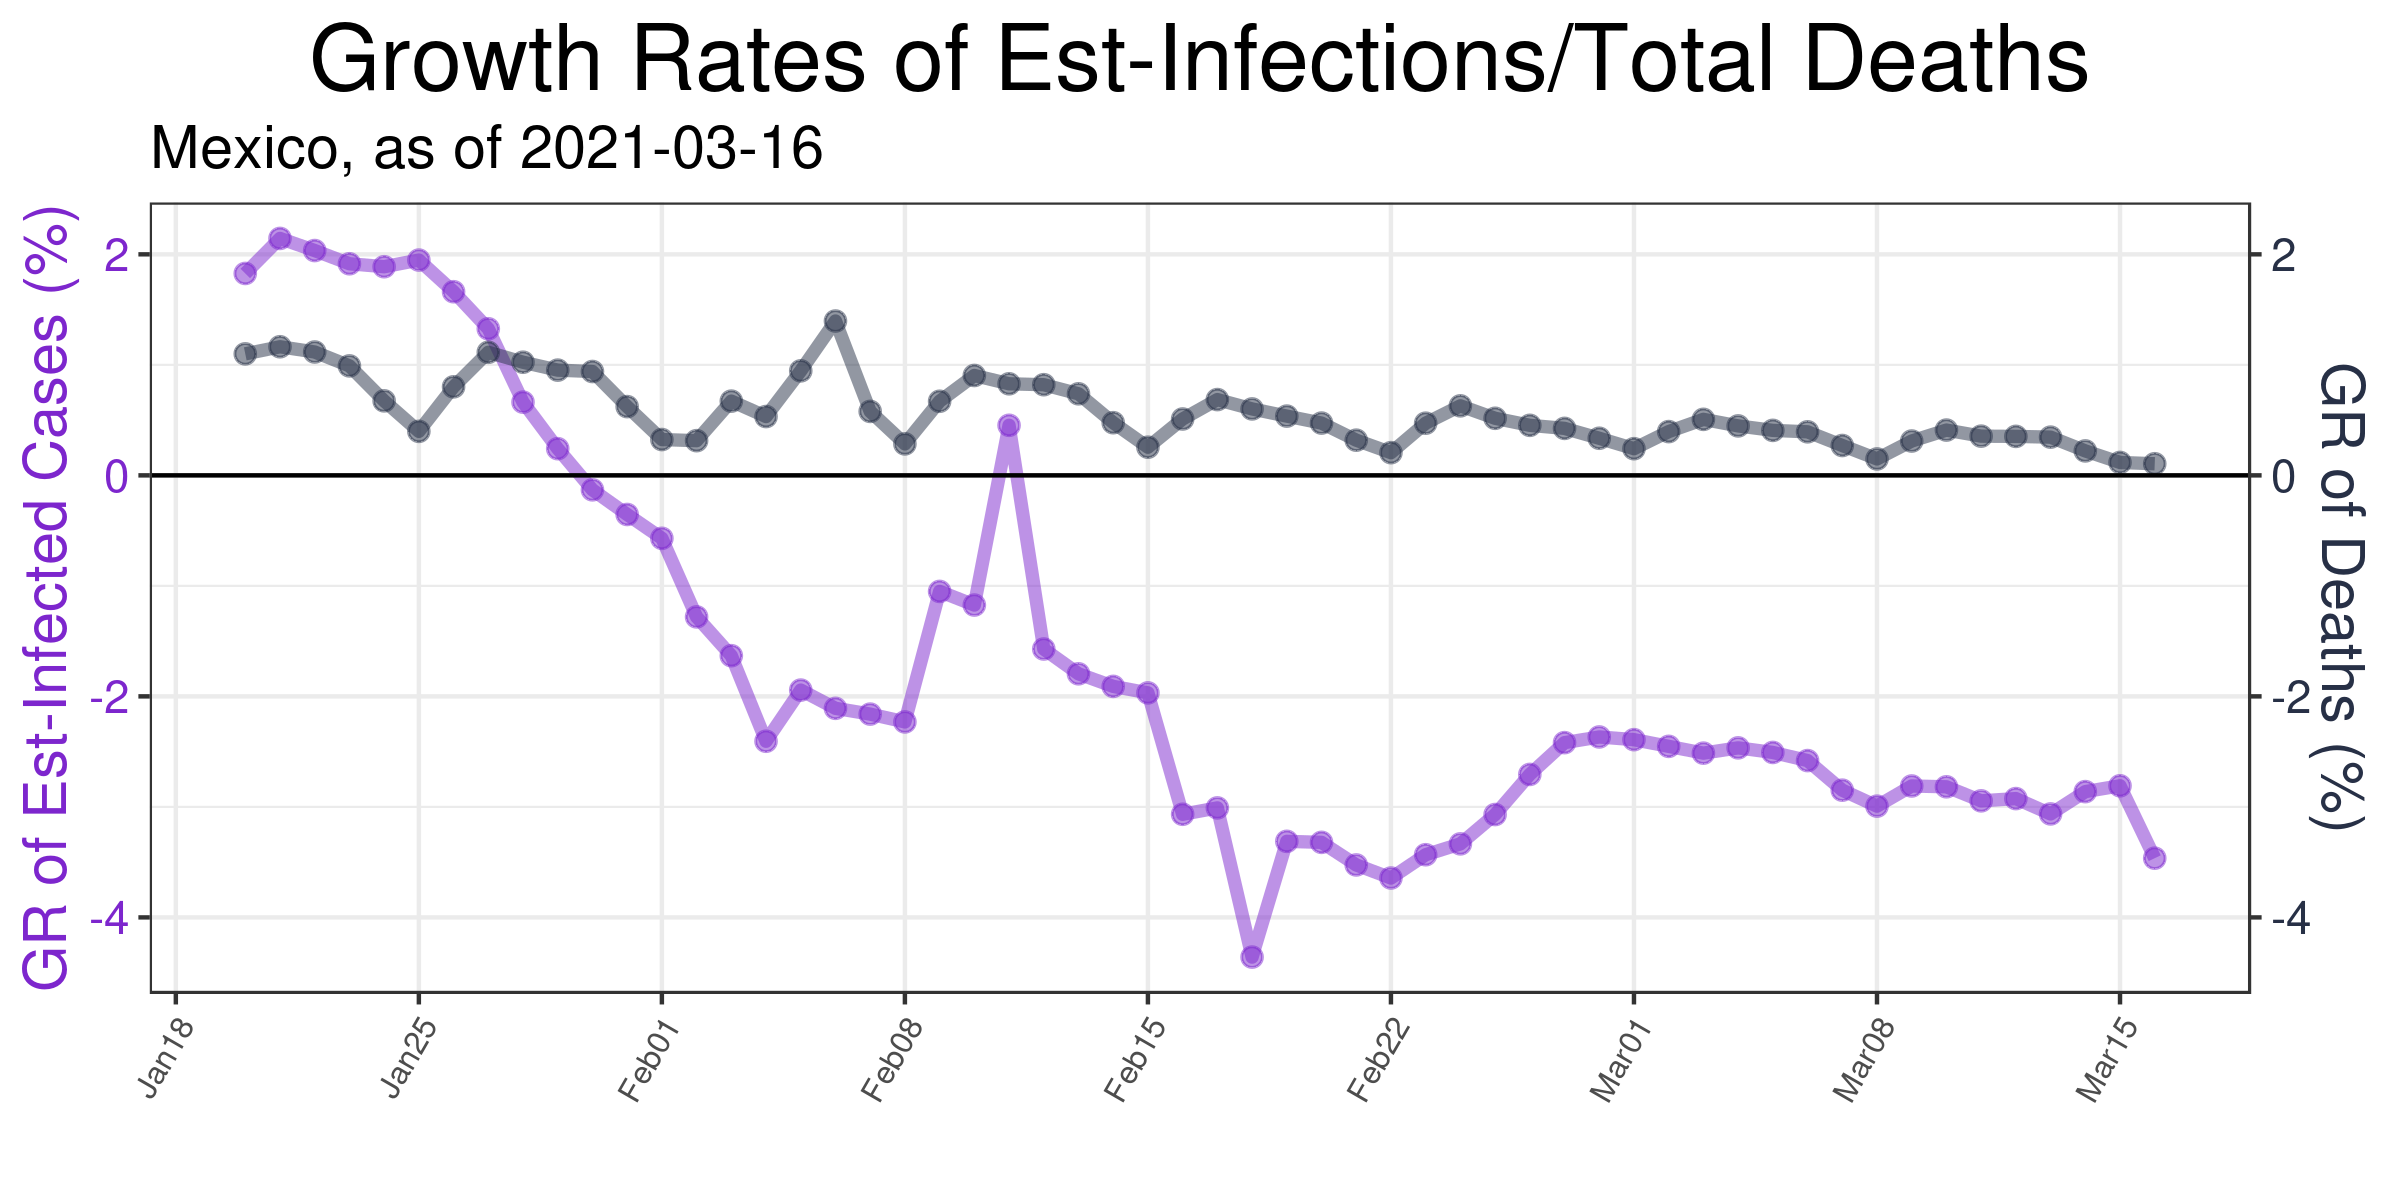 Growth Rates of Est-Infections/Total Deaths
Mexico, as of 2021-03-16
GR of Est-Infected Cases (%)
2
0
-2
-4
2
0
-2
-4
GR of Deaths (%)
Jan18
Jan25
Feb01
Feb08
Feb15
Feb22
Mar01
Mar08
Mar15